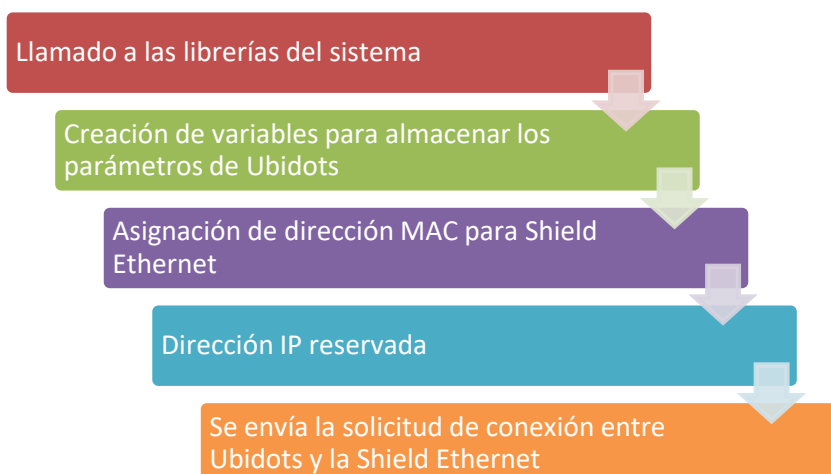 Llamado a las librerías del sistema
Creación de variables para almacenar los
parámetros de Ubidots
Asignación de dirección MAC para Shield
Ethernet
Dirección IP reservada
Se envía la solicitud de conexión entre
Ubidots y la Shield Ethernet